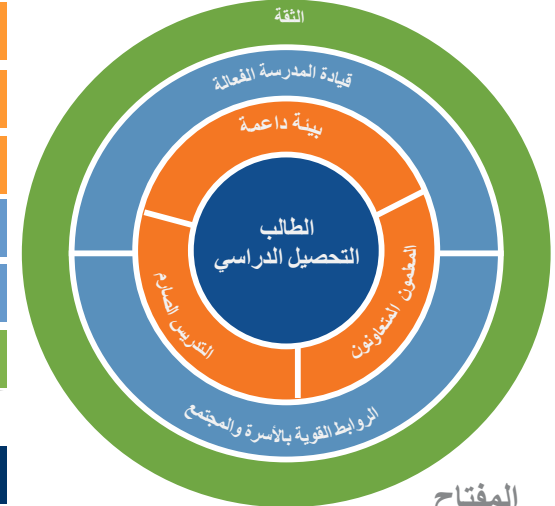 الثقة
قيادة المدرسة الفعالة
بيئة داعمة
الطالب
التحصيل الدراسي
المعلمون المتعاونون
التدريس الصارم
الروابط القوية بالأسرة والمجتمع
المفتاح